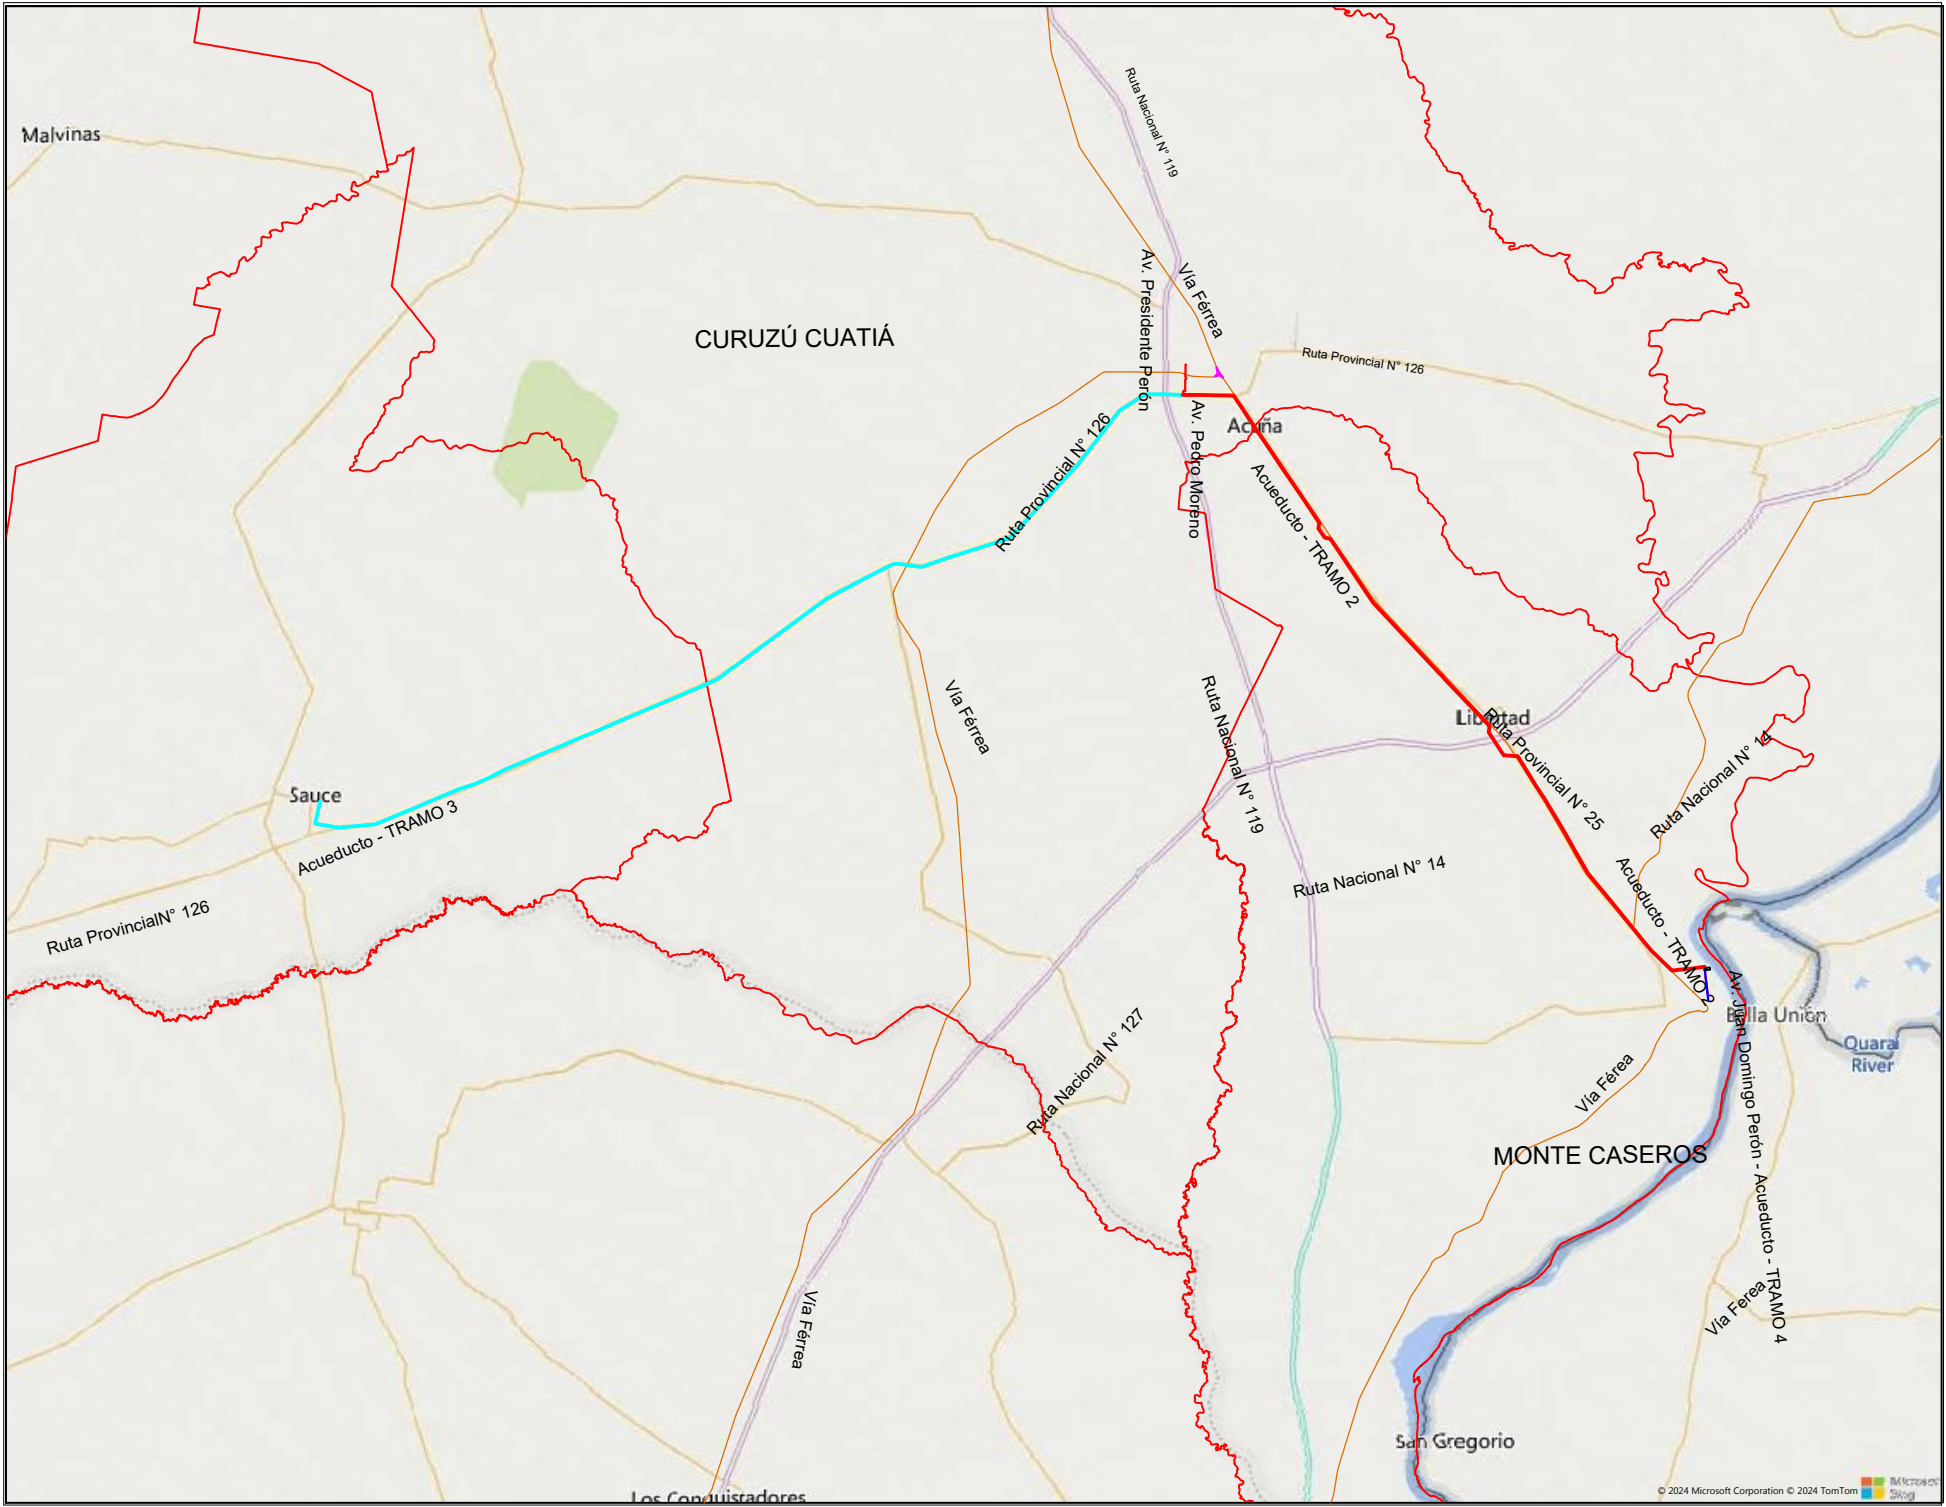 Ruta Nacional N° 119
Malvinas
Av. Presidente Perón
Vía Férrea
CURUZÚ CUATIÁ
Ruta Provincial N° 126
Ruta Provincial N° 126
Av. Pedro Moreno
Acuña
Acueducto - TRAMO 2
Vía Férrea
Ruta Nacional N° 119
Libertad
Ruta Provincial N° 25
Ruta Nacional N° 14
Sauce
Acueducto - TRAMO 3
Ruta Nacional N° 14
Acueducto - TRAMO 2
Ruta ProvincialN° 126
Av. Juan Domingo Perón - Acueducto - TRAMO 4
Bella Unión
Quaraí
River
Ruta Nacional N° 127
Vía Férea
MONTE CASEROS
Vía Ferea
Vía Férrea
San Gregorio
Los Conquistadores
© 2024 Microsoft Corporation © 2024 TomTom
Microsoft
Bing